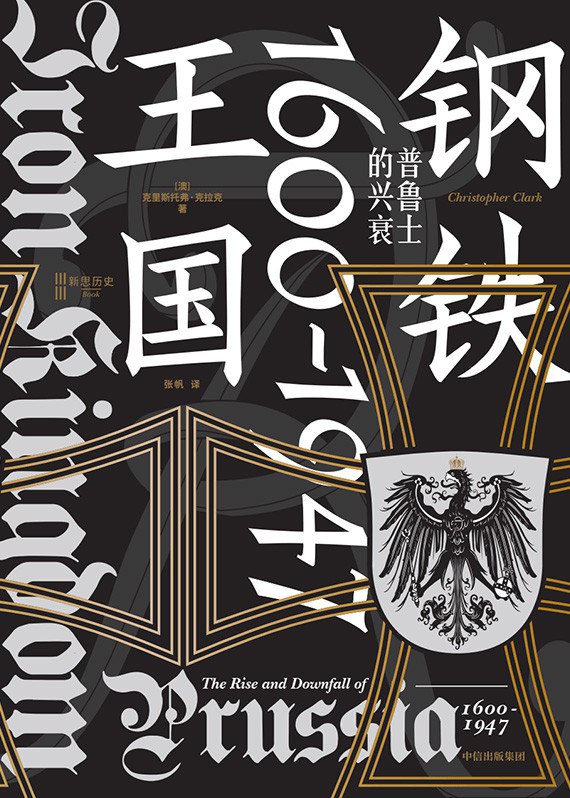 钢铁
王国
普鲁士
的兴衰
1600-1947
Christopher Clark
[澳]
克里斯托弗·克拉克
著
新思历史
Book
张帆 译
Iron Kingdom
The Rise and Downfall of
Prussia
1600-
1947
中信出版集团